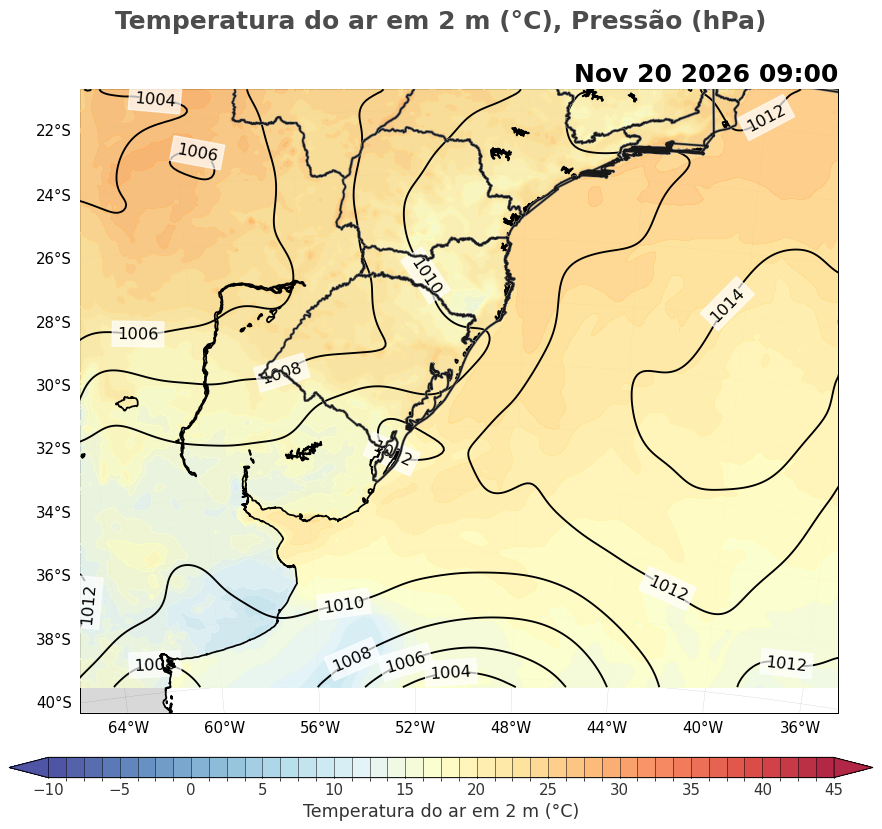 Temperatura do ar em 2 m (°C), Pressão (hPa)
Nov 20 2026 09:00
1004
1012
22°S
1006
24°S
26°S
1010
1014
28°S
1006
1008
30°S
32°S
34°S
36°S
1012
1012
1010
38°S
1008
1006
1012
1004
40°S
64°W 60°W 56°W 52°W 48°W 44°W 40°W 36°W
−10 −5 0 5 10 15 20 25 30 35 40 45
Temperatura do ar em 2 m (°C)